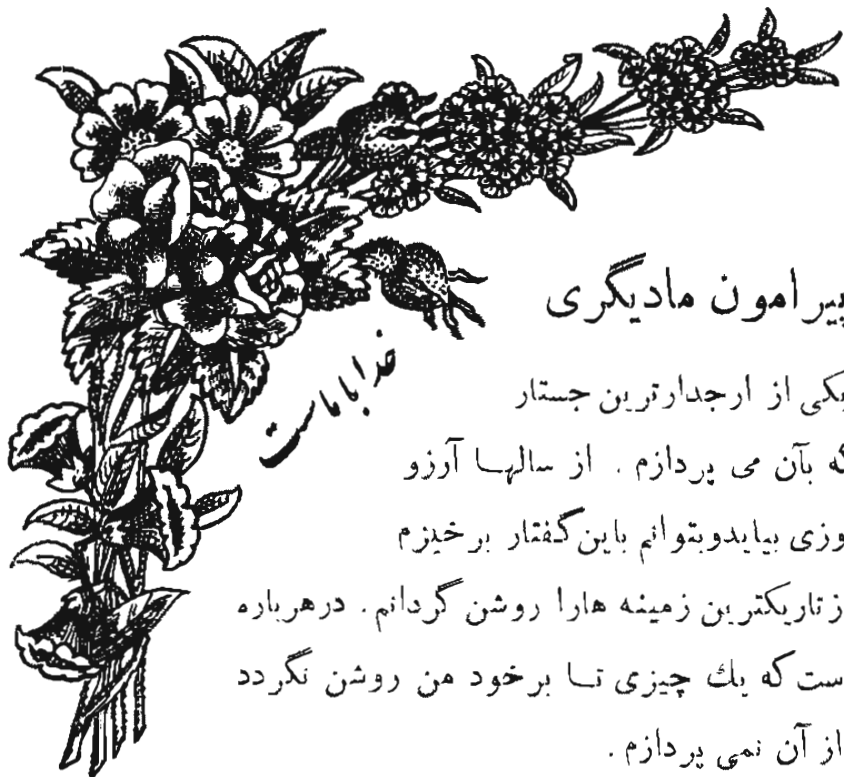 پیرامون مادیگری
خدا با ماست
یکی از ارجدارترین جستار
که بآن می پردازم . از سالها آرزو
وزی بیایدوبتوانم باین گفتار برخیزم
ز تاریکترین زمینه هارا روشن گردانم . درهرباره
ست که یك چیزی تا برخود من روشن نگردد
از آن نمی پردازم .